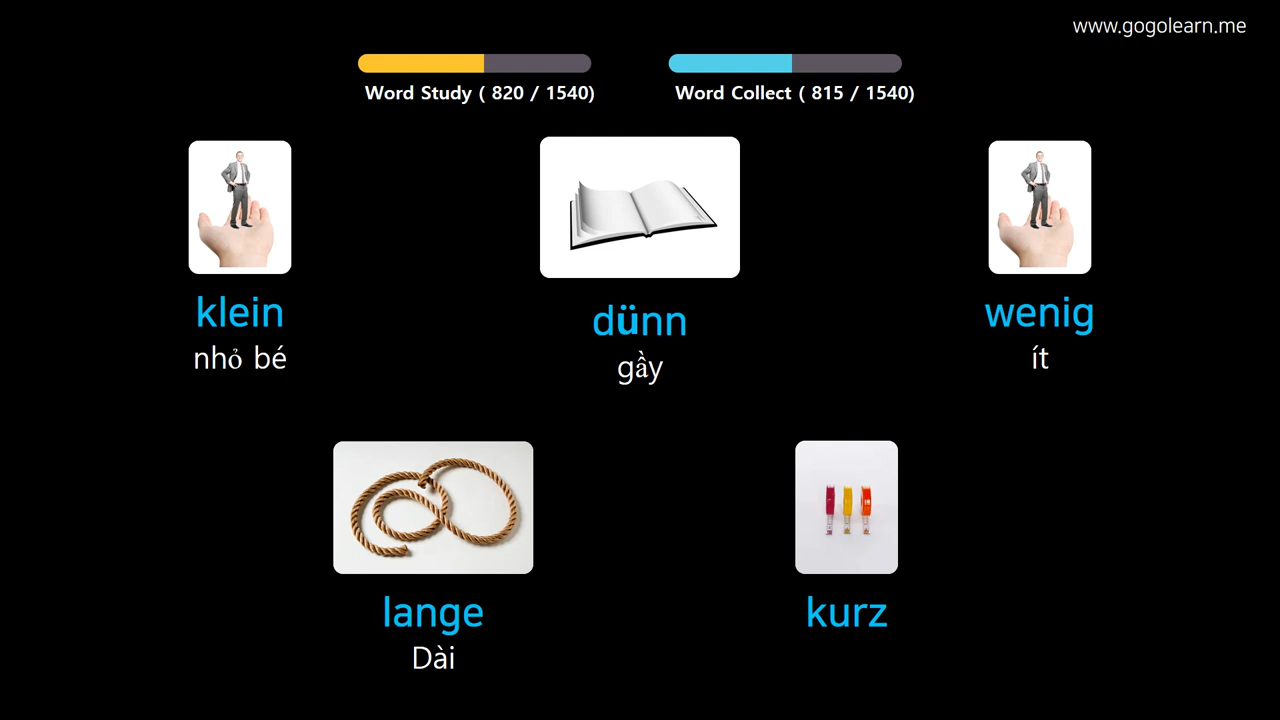 www.gogolearn.me
Word Study ( 820 / 1540)
Word Collect ( 815 / 1540)
klein
nhỏ bé
dünn
gầy
wenig
ít
lange
Dài
kurz